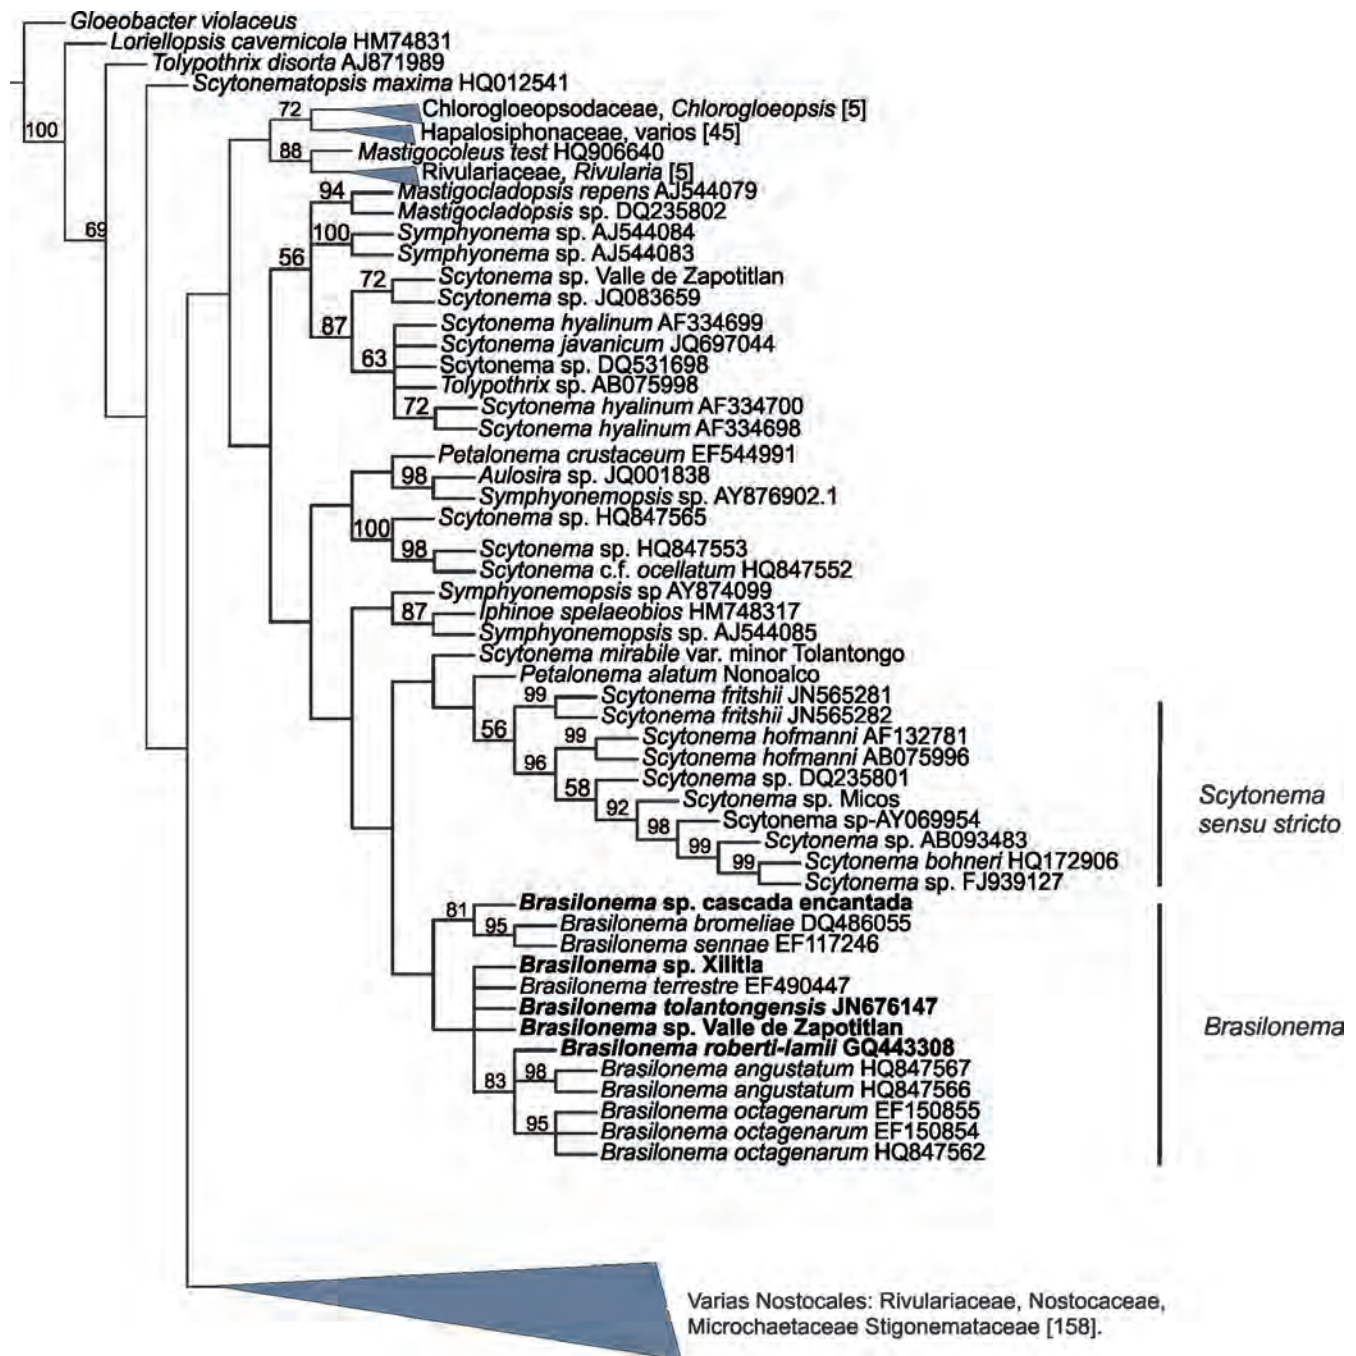 Gloeobacter violaceus
Loriellopsis cavernicola HM74831
Tolypothrix disorta AJ871989
Scytonematopsis maxima HQ012541
72
Chlorogloeopsodaceae, Chlorogloeopsis [5]
100
Hapalosiphonaceae, varios [45]
88
Mastigocoleus test HQ906640
Rivulariaceae, Rivularia [5]
94
Mastigocladopsis repens AJ544079
Mastigocladopsis sp. DQ235802
69
100
Symphyonema sp. AJ544084
56
Symphyonema sp. AJ544083
72
Scytonema sp. Valle de Zapotitlan
Scytonema sp. JQ083659
87
Scytonema hyalinum AF334699
Scytonema javanicum JQ697044
63
Scytonema sp. DQ531698
Tolypothrix sp. AB075998
72
Scytonema hyalinum AF334700
Scytonema hyalinum AF334698
Petalonema crustaceum EF544991
98
Aulosira sp. JQ001838
Symphyonemopsis sp. AY876902.1
100
Scytonema sp. HQ847565
98
Scytonema sp. HQ847553
Scytonema c.f. ocellatum HQ847552
Symphyonemopsis sp AY874099
87
Iphinoe spelaeobios HM748317
Symphyonemopsis sp. AJ544085
Scytonema mirabile var. minor Tolantongo
Petalonema alatum Nonoalco
99
Scytonema fritshii JN565281
Scytonema fritshii JN565282
56
99
Scytonema hofmanni AF132781
Scytonema hofmanni AB075996
96
Scytonema sp. DQ235801
58
Scytonema sp. Micos
92
Scytonema sp-AY069954
98
Scytonema sp. AB093483
99
Scytonema bohneri HQ172906
99
Scytonema sp. FJ939127
Scytonema
sensu stricto
81
Brasilonema sp. cascada encantada
95
Brasilonema bromeliae DQ486055
Brasilonema sennae EF117246
Brasilonema sp. Xilitla
Brasilonema terrestre EF490447
Brasilonema tolantongensis JN676147
Brasilonema sp. Valle de Zapotitlan
Brasilonema roberti-lamii GQ443308
83
98
Brasilonema angustatum HQ847567
Brasilonema angustatum HQ847566
95
Brasilonema octagenarum EF150855
Brasilonema octagenarum EF150854
Brasilonema octagenarum HQ847562
Brasilonema
Varias Nostocales: Rivulariaceae, Nostocaceae,
Microchaetaceae Stigonemataceae [158].